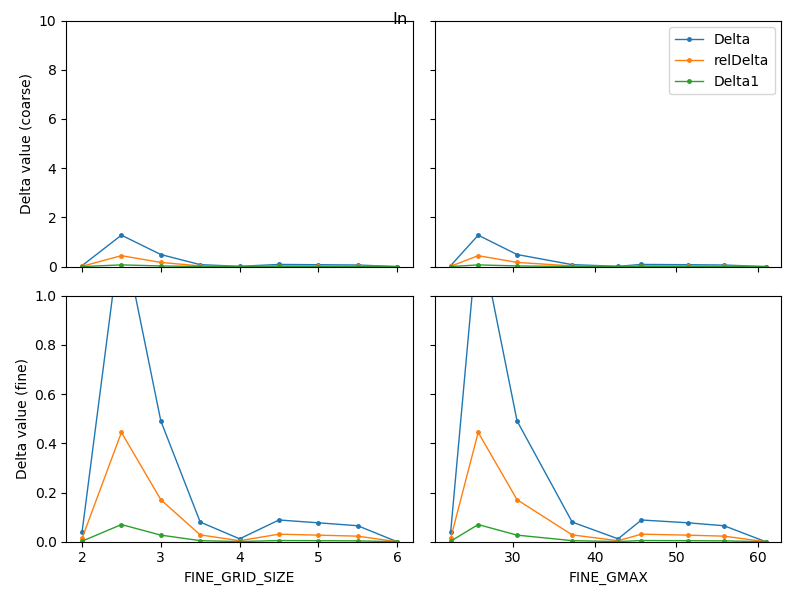 In
10
8
6
4
2
0
Delta value (coarse)
Delta
relDelta
Delta1
1.0
0.8
0.6
0.4
0.2
0.0
Delta value (fine)
2 3 4 5 6
FINE_GRID_SIZE
30 40 50 60
FINE_GMAX